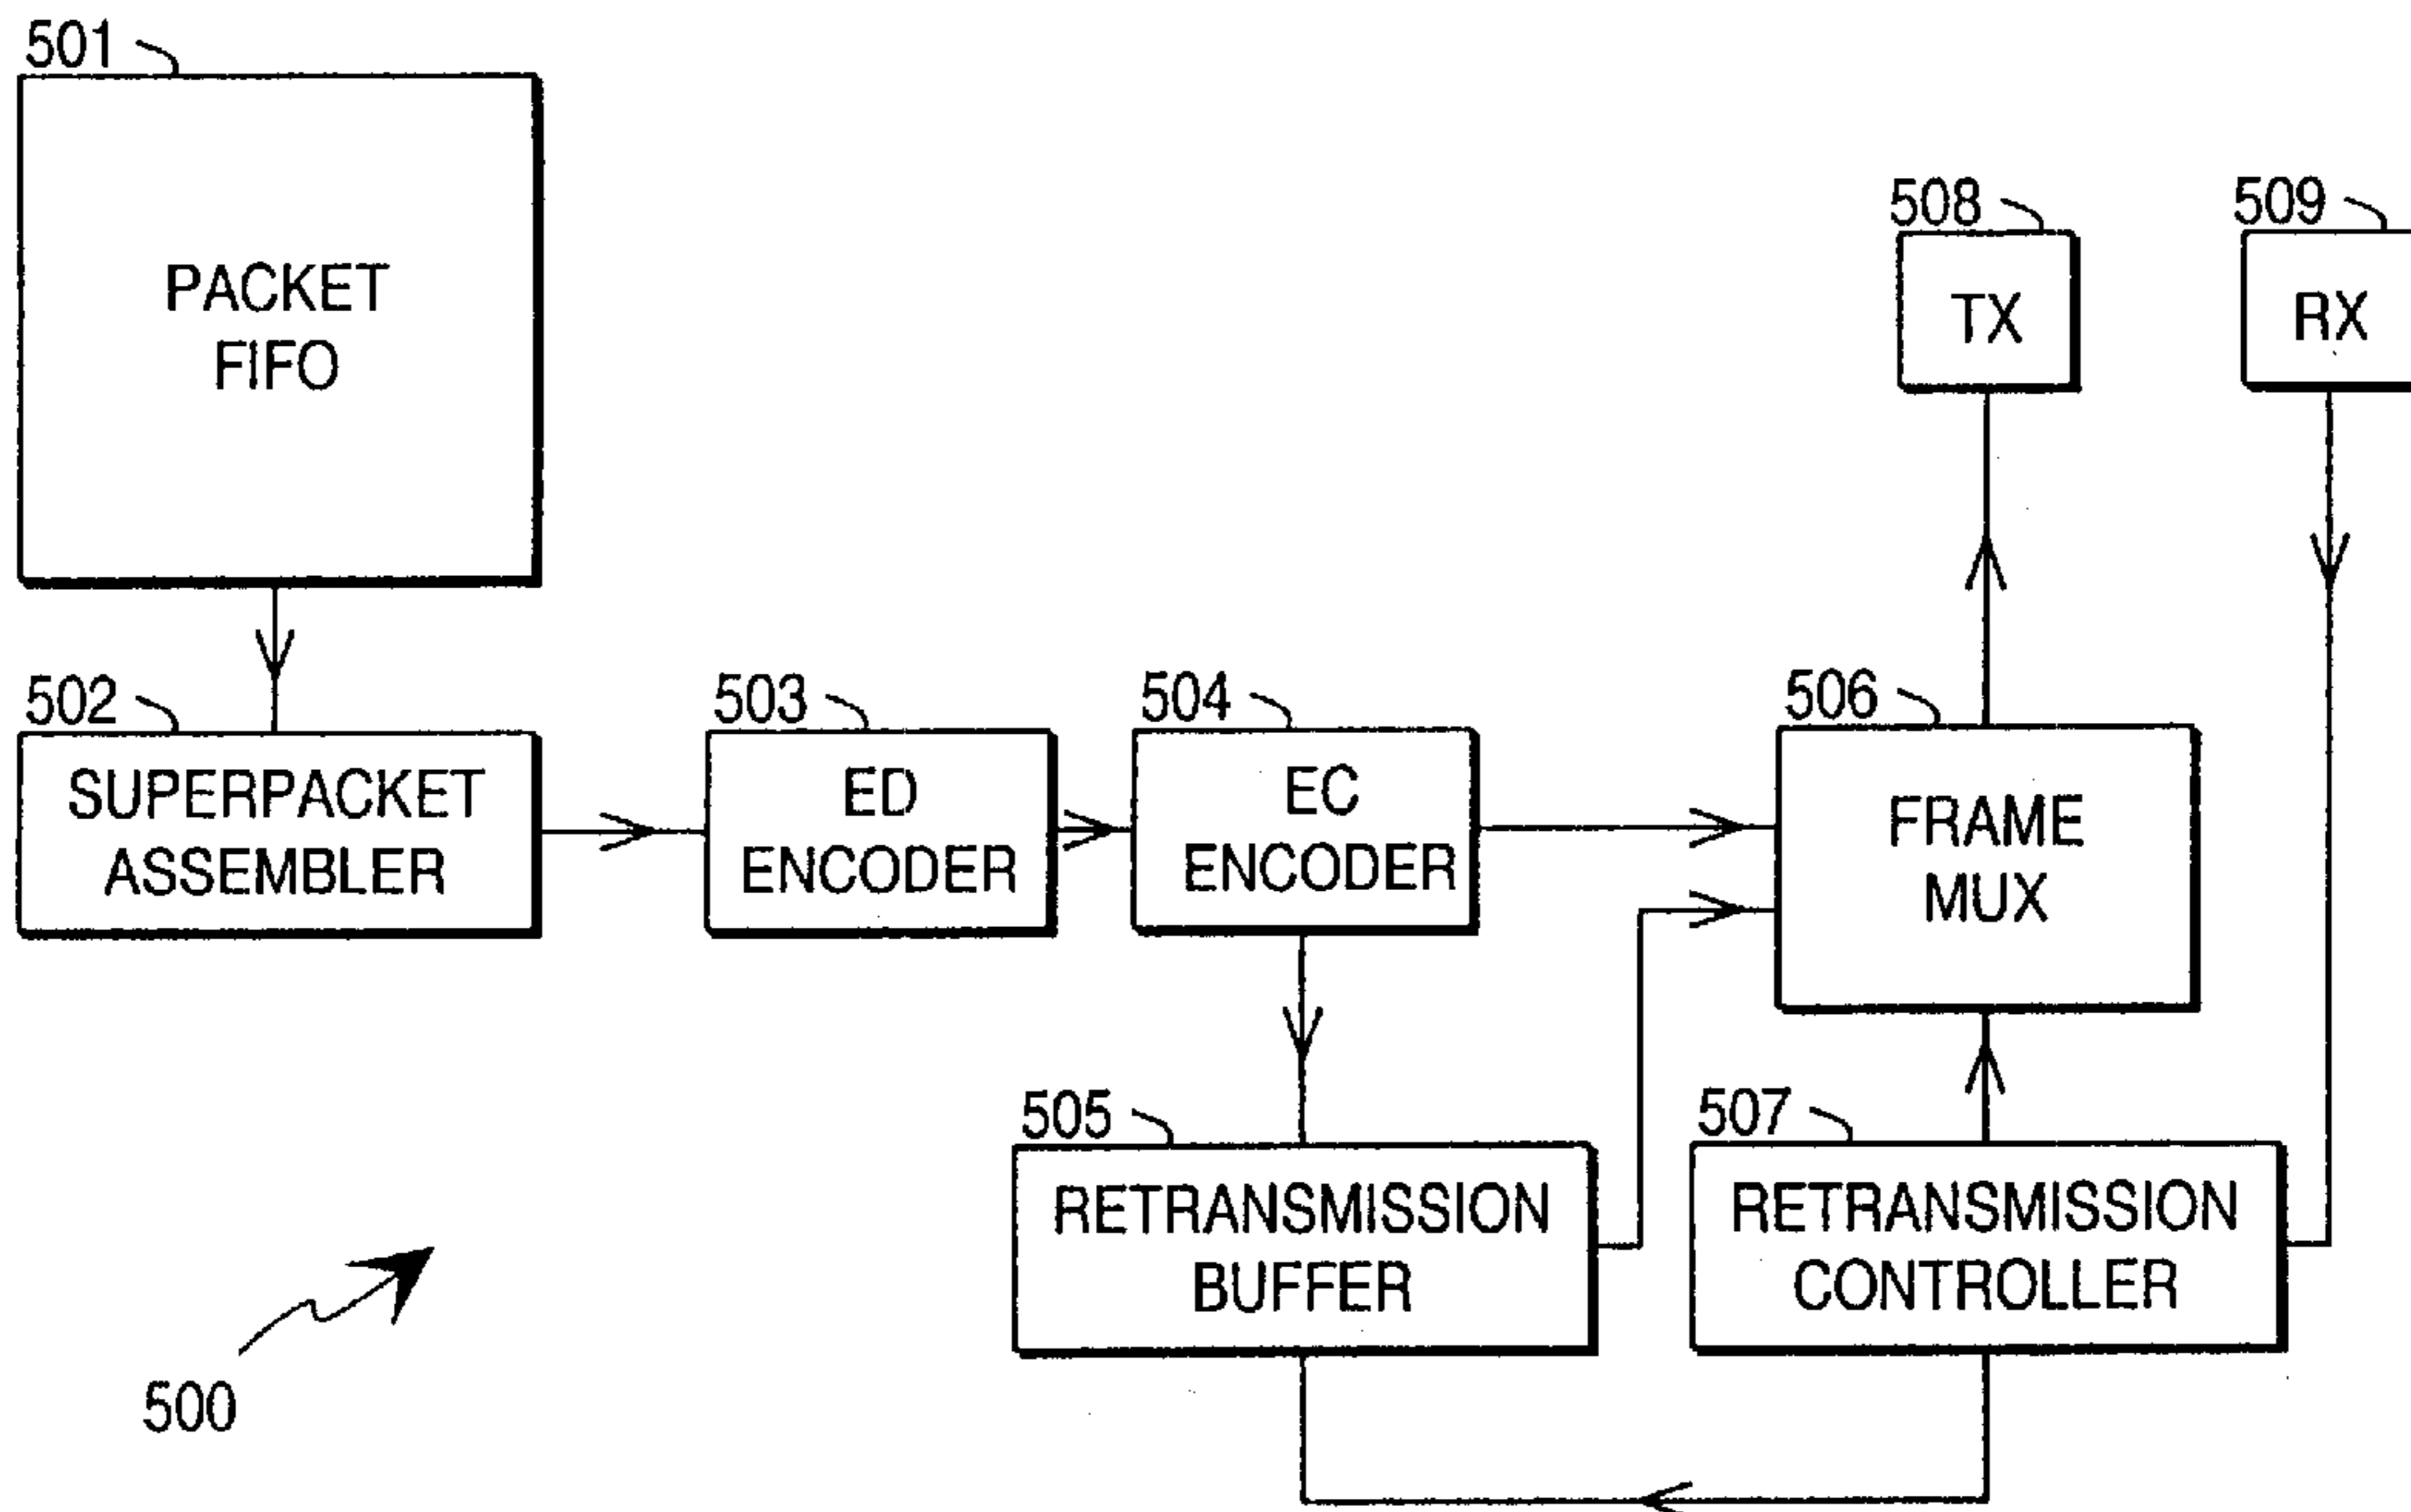 501
PACKET
FIFO
508
TX
509
RX
502
SUPERPACKET
ASSEMBLER
503
ED
ENCODER
504
EC
ENCODER
506
FRAME
MUX
505
RETRANSMISSION
BUFFER
507
RETRANSMISSION
CONTROLLER
500